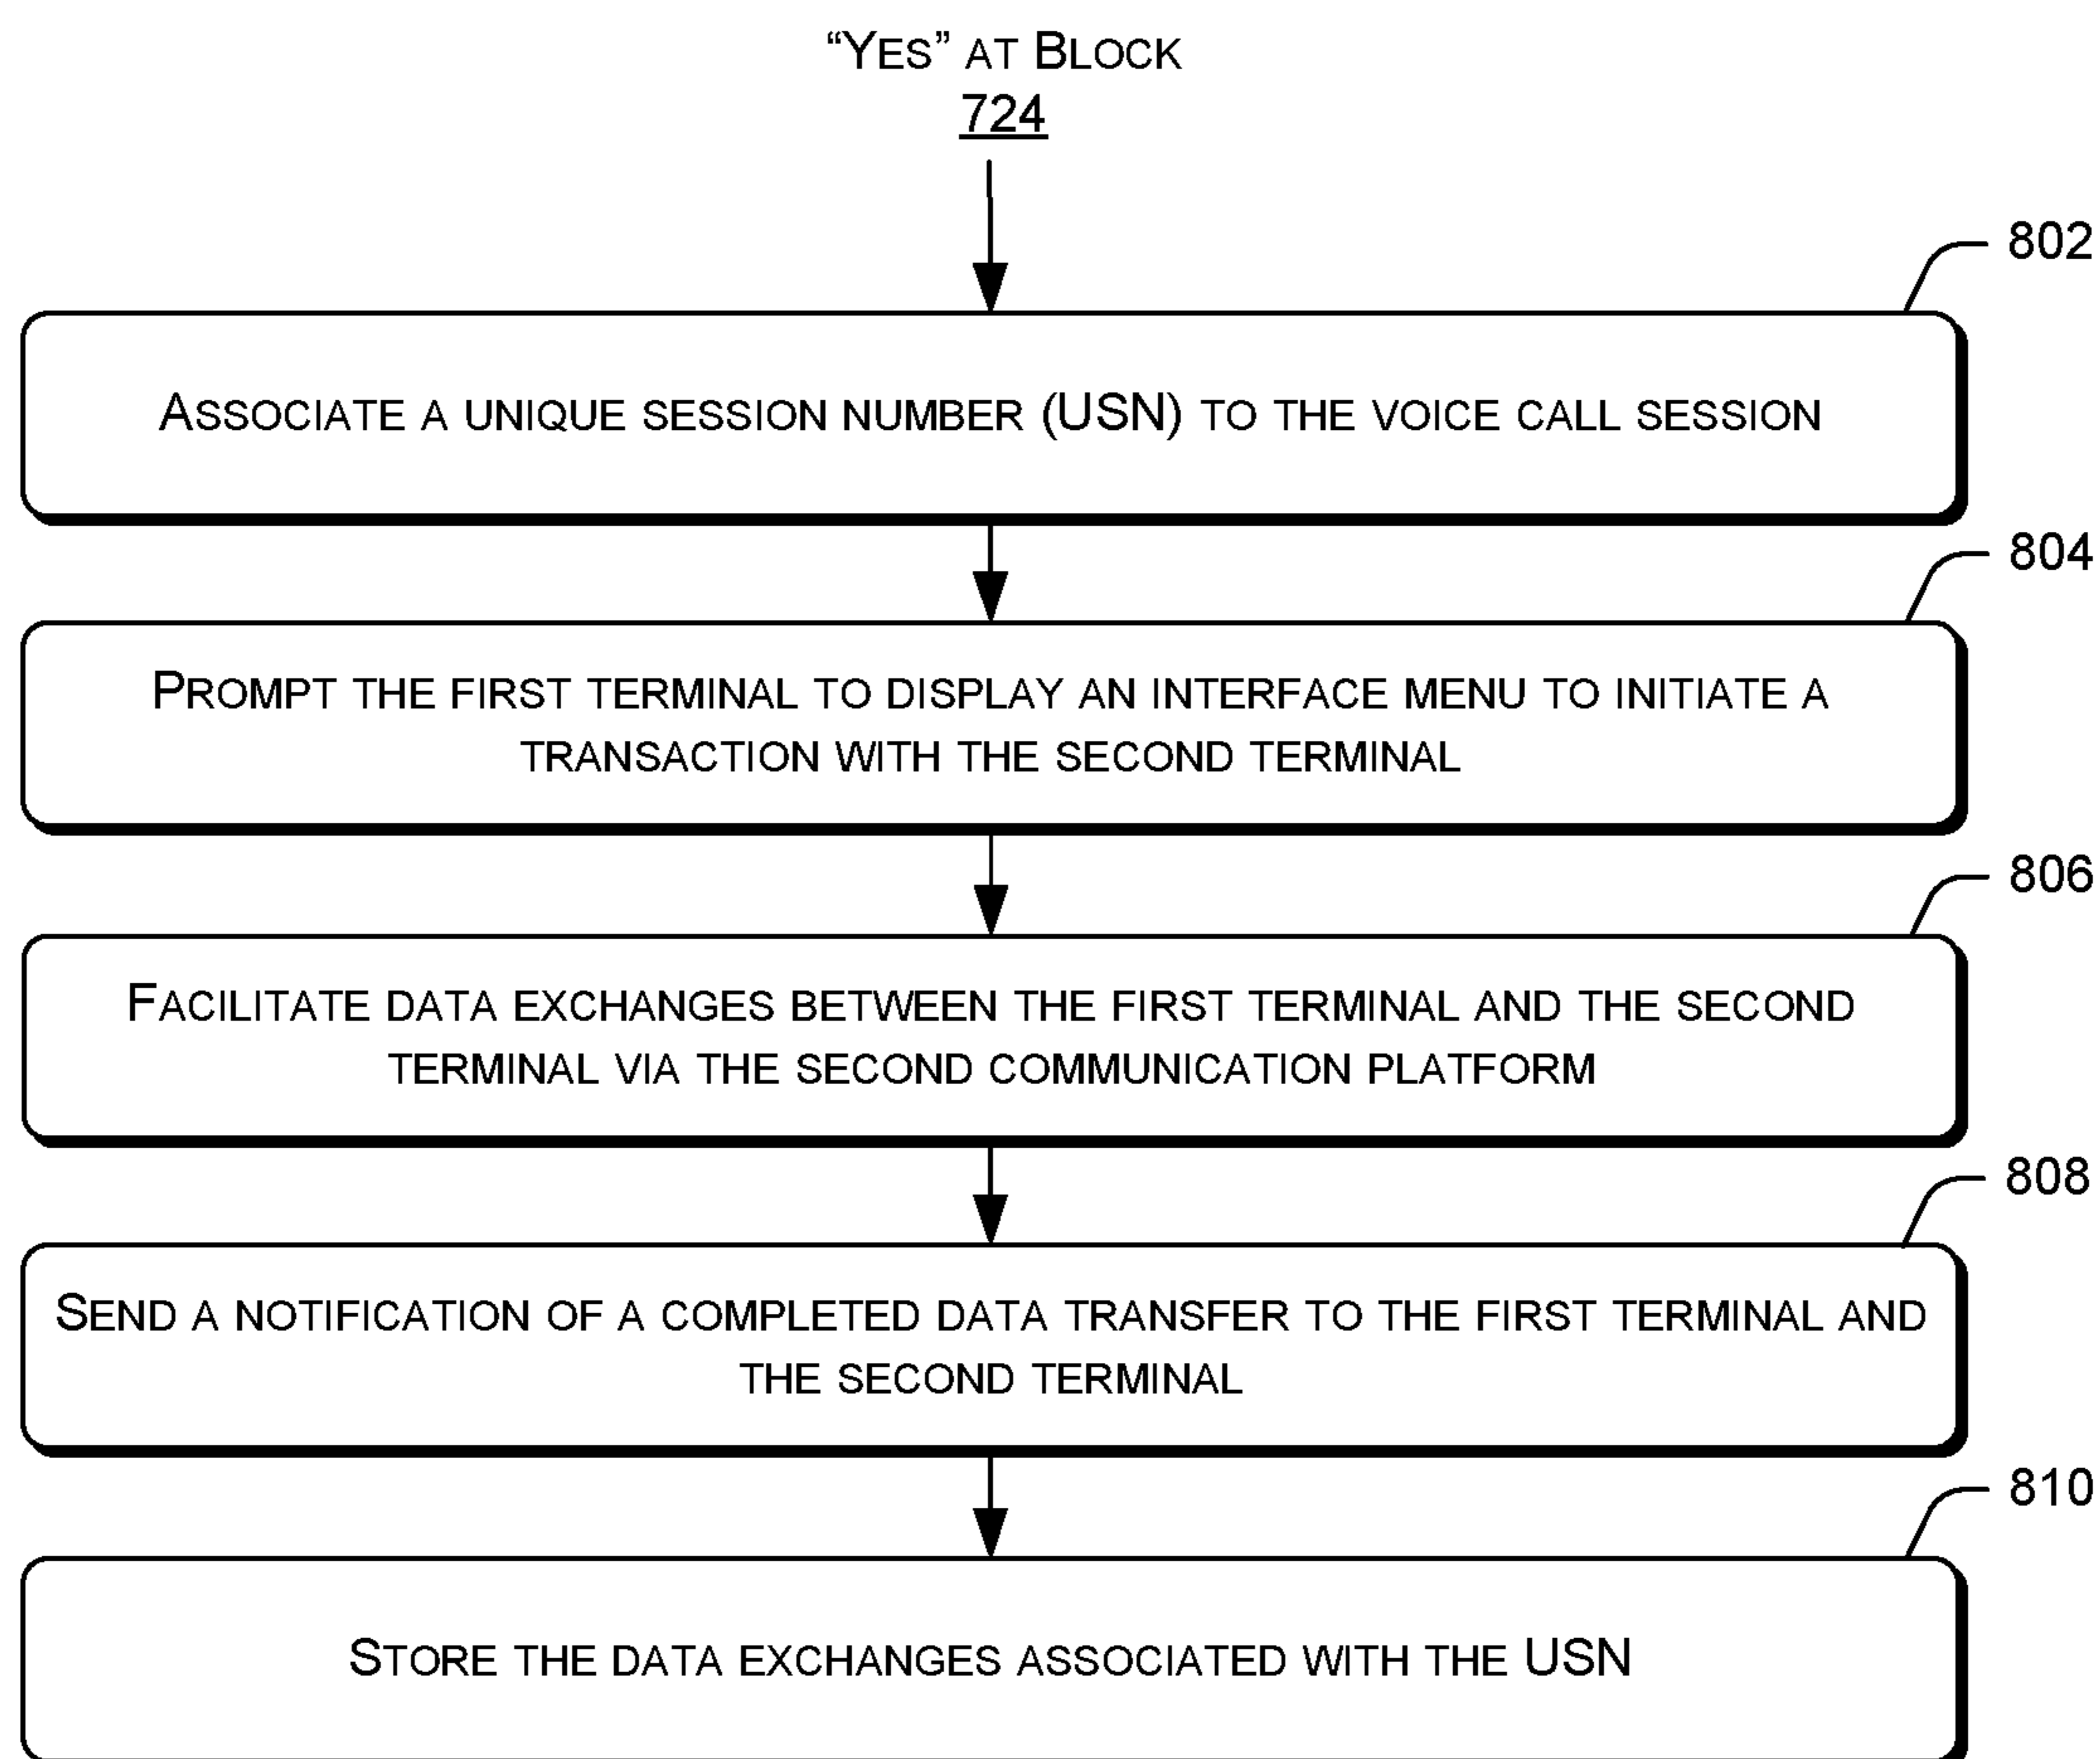 “YES” AT BLOCK
724
802
ASSOCIATE A UNIQUE SESSION NUMBER (USN) TO THE VOICE CALL SESSION
804
PROMPT THE FIRST TERMINAL TO DISPLAY AN INTERFACE MENU TO INITIATE A
TRANSACTION WITH THE SECOND TERMINAL
806
FACILITATE DATA EXCHANGES BETWEEN THE FIRST TERMINAL AND THE SECOND
TERMINAL VIA THE SECOND COMMUNICATION PLATFORM
808
SEND A NOTIFICATION OF A COMPLETED DATA TRANSFER TO THE FIRST TERMINAL AND
THE SECOND TERMINAL
810
STORE THE DATA EXCHANGES ASSOCIATED WITH THE USN